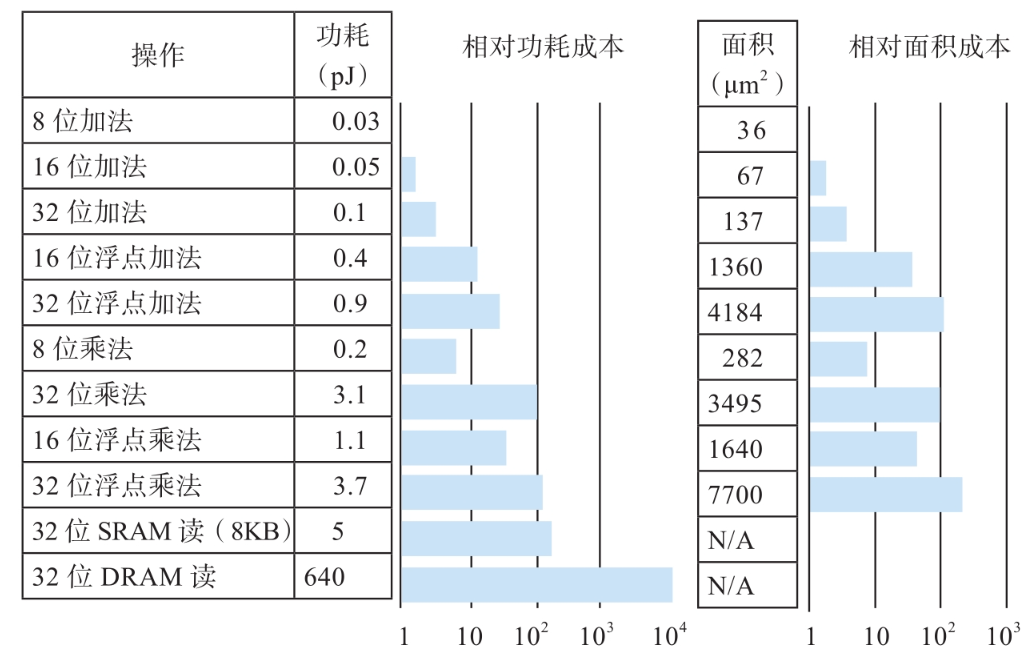 操作 功耗（pJ） 相对功耗成本 面积（μm²） 相对面积成本
8 位加法 0.03 36
16 位加法 0.05 67
32 位加法 0.1 137
16 位浮点加法 0.4 1360
32 位浮点加法 0.9 4184
8 位乘法 0.2 282
32 位乘法 3.1 3495
16 位浮点乘法 1.1 1640
32 位浮点乘法 3.7 7700
32 位 SRAM 读（8KB） 5 N/A
32 位 DRAM 读 640 N/A
1 10 10² 10³ 10⁴ 1 10 10² 10³